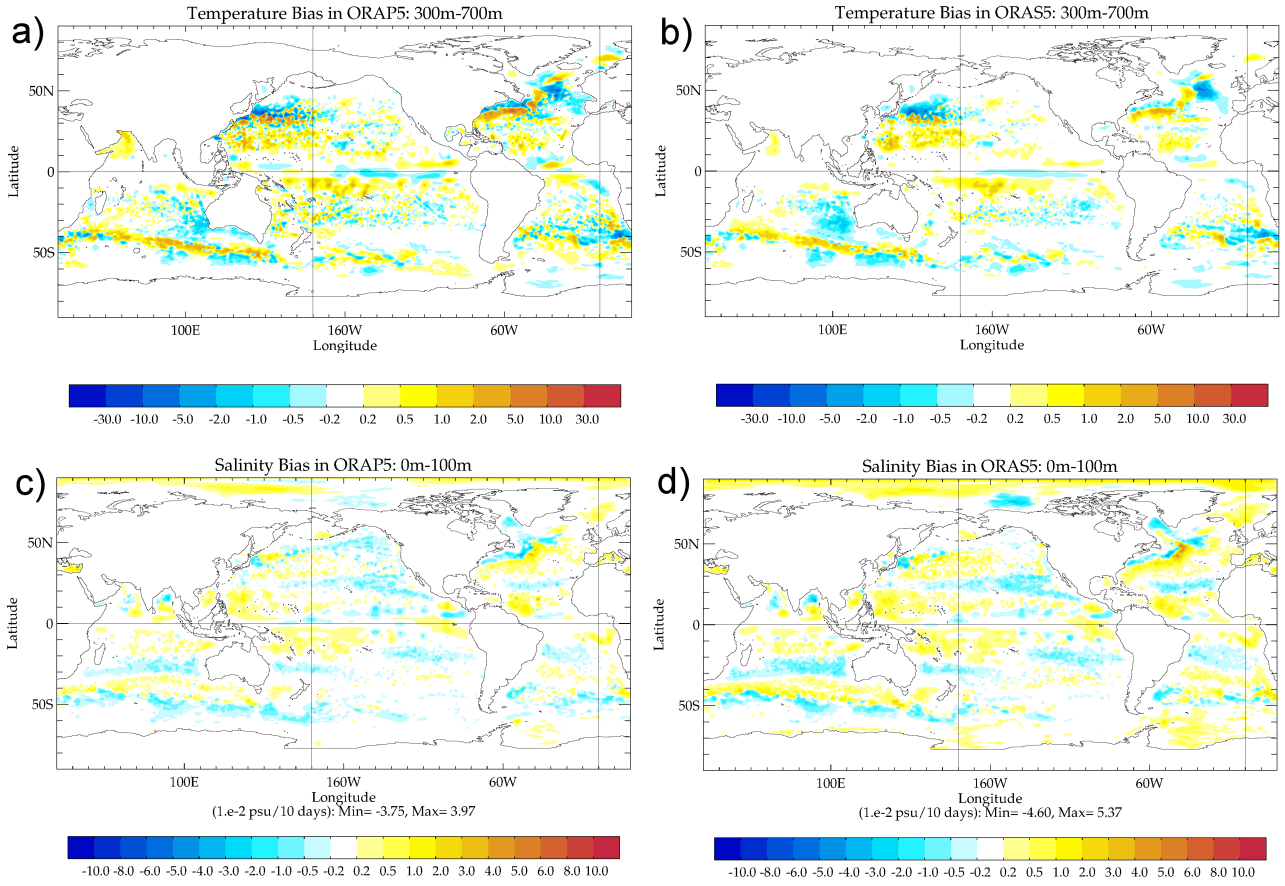 a)
Temperature Bias in ORAP5: 300m-700m
50N
0
50S
Latitude
100E
160W
60W
Longitude
-30.0 -10.0 -5.0 -2.0 -1.0 -0.5 -0.2 0.2 0.5 1.0 2.0 5.0 10.0 30.0
b)
Temperature Bias in ORAS5: 300m-700m
50N
0
50S
Latitude
100E
160W
60W
Longitude
-30.0 -10.0 -5.0 -2.0 -1.0 -0.5 -0.2 0.2 0.5 1.0 2.0 5.0 10.0 30.0
c)
Salinity Bias in ORAP5: 0m-100m
50N
0
50S
Latitude
100E
160W
60W
Longitude
(1.e-2 psu/10 days): Min= -3.75, Max= 3.97
-10.0 -8.0 -6.0 -5.0 -4.0 -3.0 -2.0 -1.0 -0.5 -0.2 0.2 0.5 1.0 2.0 3.0 4.0 5.0 6.0 8.0 10.0
d)
Salinity Bias in ORAS5: 0m-100m
50N
0
50S
Latitude
100E
160W
60W
Longitude
(1.e-2 psu/10 days): Min= -4.60, Max= 5.37
-10.0 -8.0 -6.0 -5.0 -4.0 -3.0 -2.0 -1.0 -0.5 -0.2 0.2 0.5 1.0 2.0 3.0 4.0 5.0 6.0 8.0 10.0